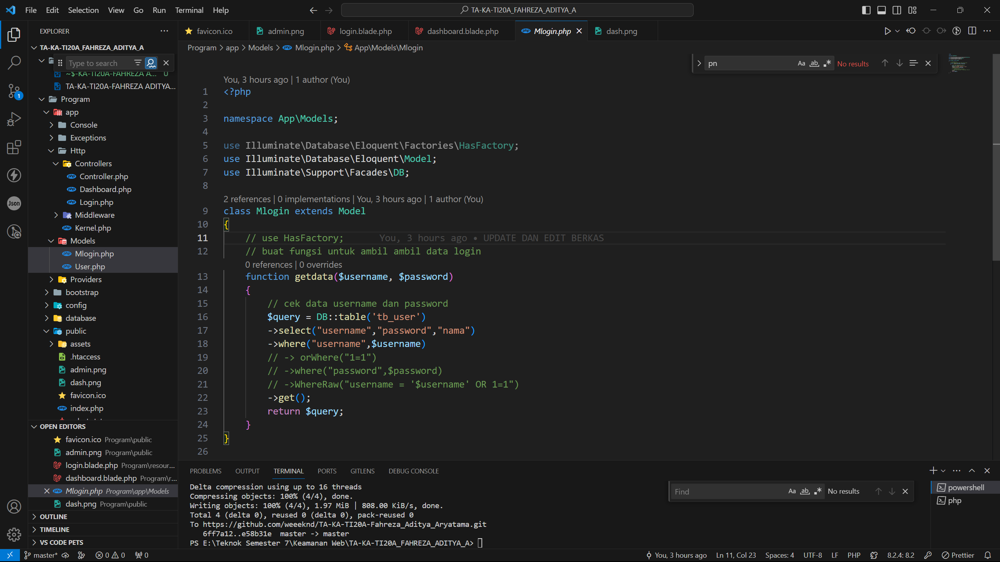 File Edit Selection View Go Run Terminal Help
TA-KA-TI20A_FAHREZA_ADITYA_A
EXPLORER
favicon.ico admin.png login.blade.php dashboard.blade.php Mlogin.php dash.png
TA-KA-TI20A_FAHREZA_ADITYA_A
Type to search
~$-KA-TI20A-FAHREZA A... U
TA-KA-TI20A-FAHREZA ADITYA...
Program
app
Console
Exceptions
Http
Controllers
Controller.php
Dashboard.php
Login.php
Middleware
Kernel.php
Models
Mlogin.php
User.php
Providers
bootstrap
config
database
public
assets
.htaccess
admin.png
dash.png
favicon.ico
index.php
OPEN EDITORS
favicon.ico Program\public
admin.png Program\public
login.blade.php Program\resour...
dashboard.blade.php Program\r...
Mlogin.php Program\app\Models
dash.png Program\public
OUTLINE
TIMELINE
VS CODE PETS
1
Json
Program > app > Models > Mlogin.php > App\Models\Mlogin
pn Aa ab .* No results
You, 3 hours ago | 1 author (You)
1 <?php
2
3 namespace App\Models;
4
5 use Illuminate\Database\Eloquent\Factories\HasFactory;
6 use Illuminate\Database\Eloquent\Model;
7 use Illuminate\Support\Facades\DB;
8
2 references | 0 implementations | You, 3 hours ago | 1 author (You)
9 class Mlogin extends Model
10 {
11 // use HasFactory; You, 3 hours ago • UPDATE DAN EDIT BERKAS
12 // buat fungsi untuk ambil ambil data login
0 references | 0 overrides
13 function getdata($username, $password)
14 {
15 // cek data username dan password
16 $query = DB::table('tb_user')
17 ->select("username","password","nama")
18 ->where("username",$username)
19 // -> orWhere("1=1")
20 // ->where("password",$password)
21 // ->WhereRaw("username = '$username' OR 1=1")
22 ->get();
23 return $query;
24 }
25 }
26
PROBLEMS OUTPUT TERMINAL PORTS GITLENS DEBUG CONSOLE
Delta compression using up to 16 threads
Compressing objects: 100% (4/4), done.
Writing objects: 100% (4/4), 1.97 MiB | 808.00 KiB/s, done.
Total 4 (delta 0), reused 0 (delta 0), pack-reused 0
To https://github.com/weeeknd/TA-KA-TI20A-Fahreza_Aditya_Aryatama.git
6ff7a12..e58b31e master -> master
PS E:\Teknok Semester 7\Keamanan Web\TA-KA-TI20A_FAHREZA_ADITYA_A>
Find Aa ab .* No results
powershell
php
master* 0 0 0 You, 3 hours ago Ln 11, Col 23 Spaces: 4 UTF-8 LF PHP 8.2.4: 8.2 Prettier